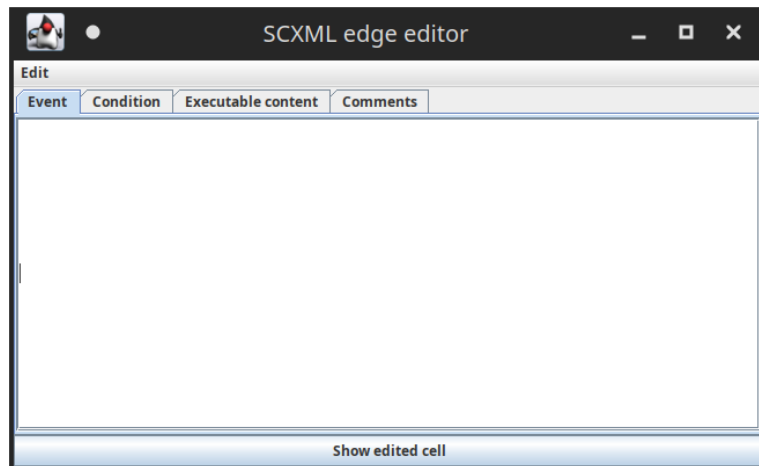 SCXML edge editor
Edit
Event Condition Executable content Comments
Show edited cell